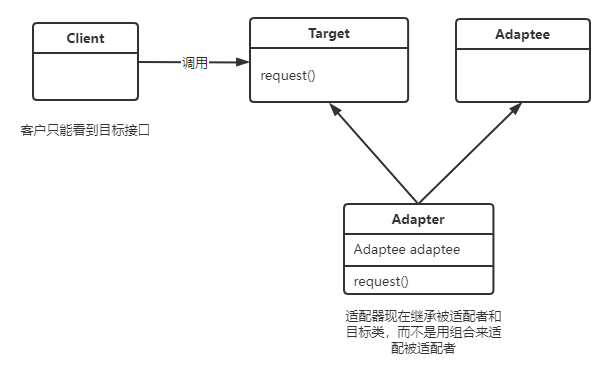 Client
调用
Target
request()
Adaptee
客户只能看到目标接口
Adapter
Adaptee adaptee
request()
适配器现在继承被适配者和
目标类，而不是用组合来适
配被适配者